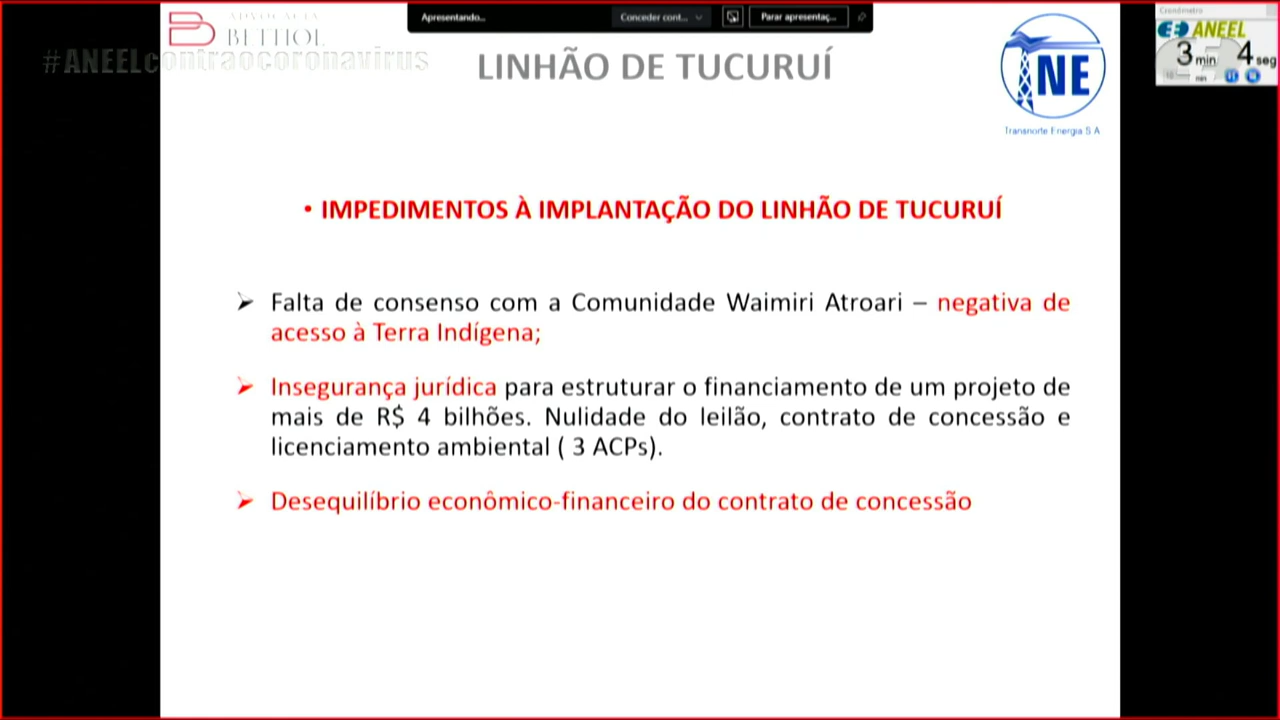 Apresentando...
Conceder cont...
Parar apresentaç...
Cronômetro
ADVOCACIA
BETHOL
#ANEELcontraocoronavirus
LINHÃO DE TUCURUÍ
TNE
Transnorte Energia S A
ANEEL
3 min 4 seg
min
• IMPEDIMENTOS À IMPLANTAÇÃO DO LINHÃO DE TUCURUÍ
➢ Falta de consenso com a Comunidade Waimiri Atroari – negativa de
acesso à Terra Indígena;
➢ Insegurança jurídica para estruturar o financiamento de um projeto de
mais de R$ 4 bilhões. Nulidade do leilão, contrato de concessão e
licenciamento ambiental ( 3 ACPs).
➢ Desequilíbrio econômico-financeiro do contrato de concessão